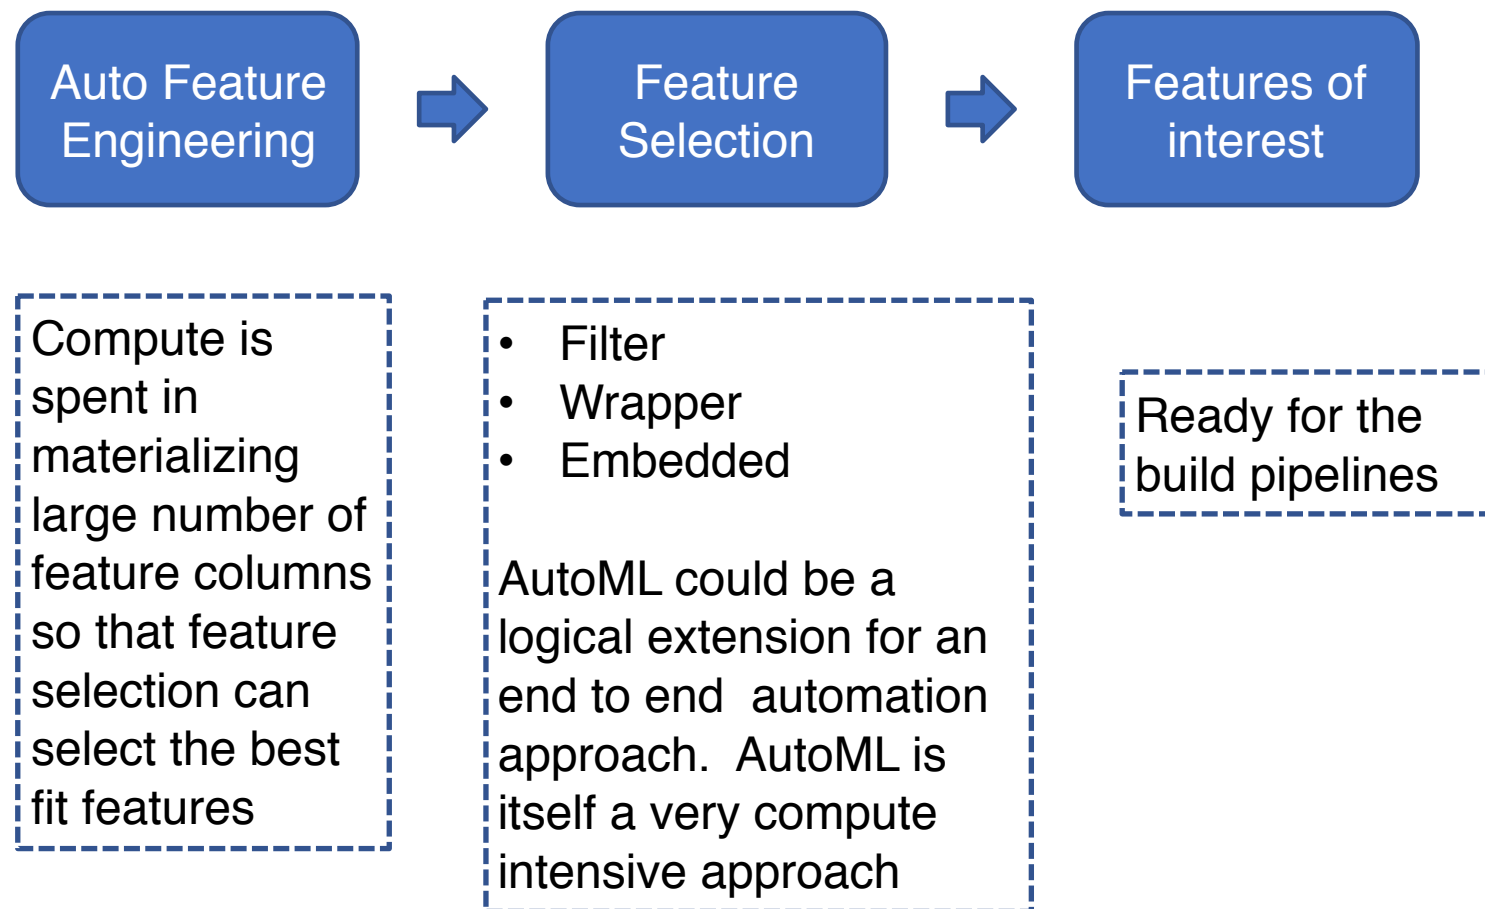 Auto Feature
Engineering
Feature
Selection
Features of
interest
Compute is
spent in
materializing
large number of
feature columns
so that feature
selection can
select the best
fit features
• Filter
• Wrapper
• Embedded
AutoML could be a
logical extension for an
end to end  automation
approach.  AutoML is
itself a very compute
intensive approach
Ready for the
build pipelines